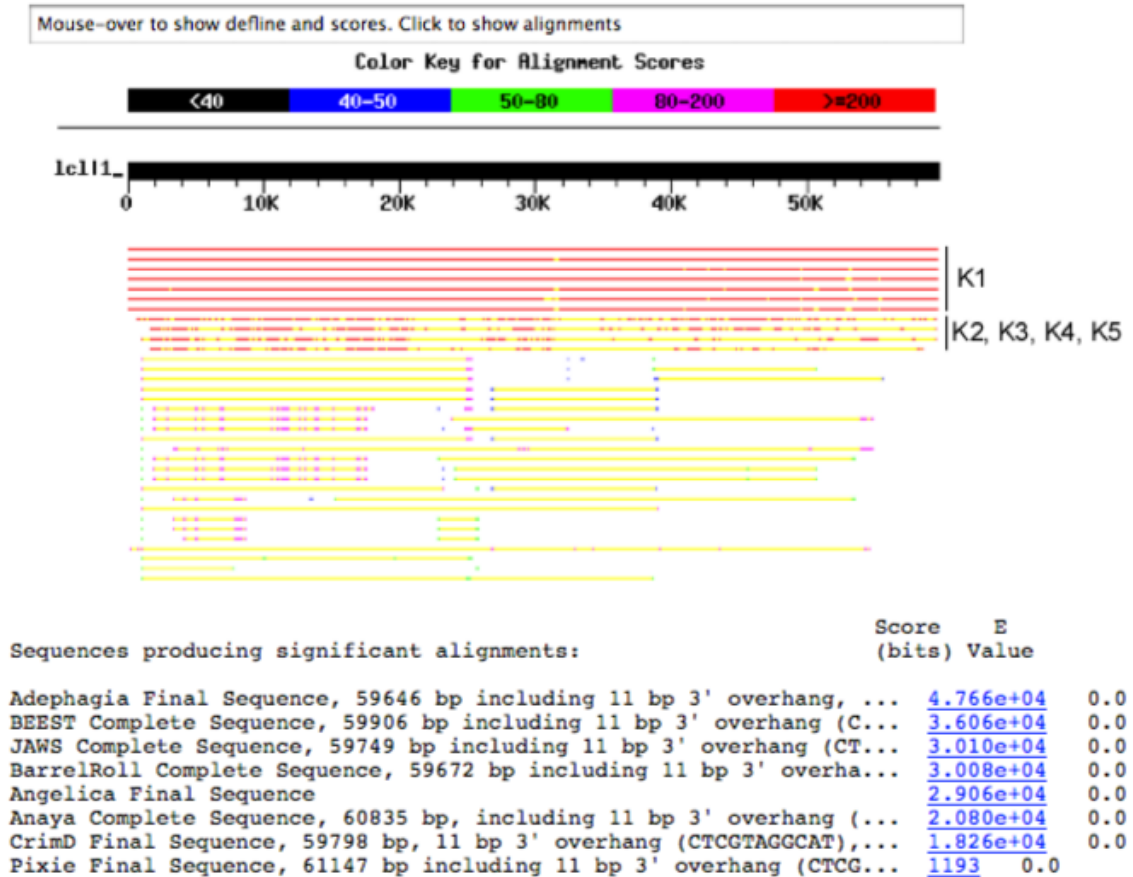 Mouse-over to show defline and scores. Click to show alignments
Color Key for Alignment Scores
<40 40-50 50-80 80-200 >=200
lcl|1_
0 10K 20K 30K 40K 50K
K1
K2, K3, K4, K5
Score E
Sequences producing significant alignments: (bits) Value
Adephagia Final Sequence, 59646 bp including 11 bp 3' overhang, ... 4.766e+04 0.0
BEEST Complete Sequence, 59906 bp including 11 bp 3' overhang (C... 3.606e+04 0.0
JAWS Complete Sequence, 59749 bp including 11 bp 3' overhang (CT... 3.010e+04 0.0
BarrelRoll Complete Sequence, 59672 bp including 11 bp 3' overha... 3.008e+04 0.0
Angelica Final Sequence 2.906e+04 0.0
Anaya Complete Sequence, 60835 bp, including 11 bp 3' overhang (... 2.080e+04 0.0
CrimD Final Sequence, 59798 bp, 11 bp 3' overhang (CTCGTAGGCAT),... 1.826e+04 0.0
Pixie Final Sequence, 61147 bp including 11 bp 3' overhang (CTCG... 1193 0.0